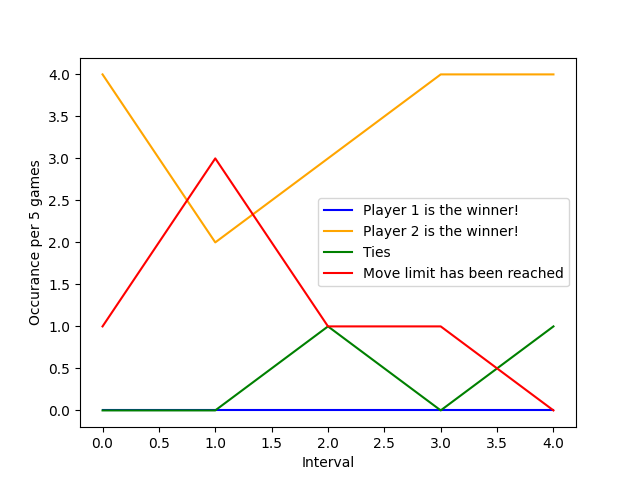 4.0
3.5
3.0
2.5
2.0
1.5
1.0
0.5
0.0
Occurance per 5 games
Player 1 is the winner!
Player 2 is the winner!
Ties
Move limit has been reached
0.0 0.5 1.0 1.5 2.0 2.5 3.0 3.5 4.0
Interval